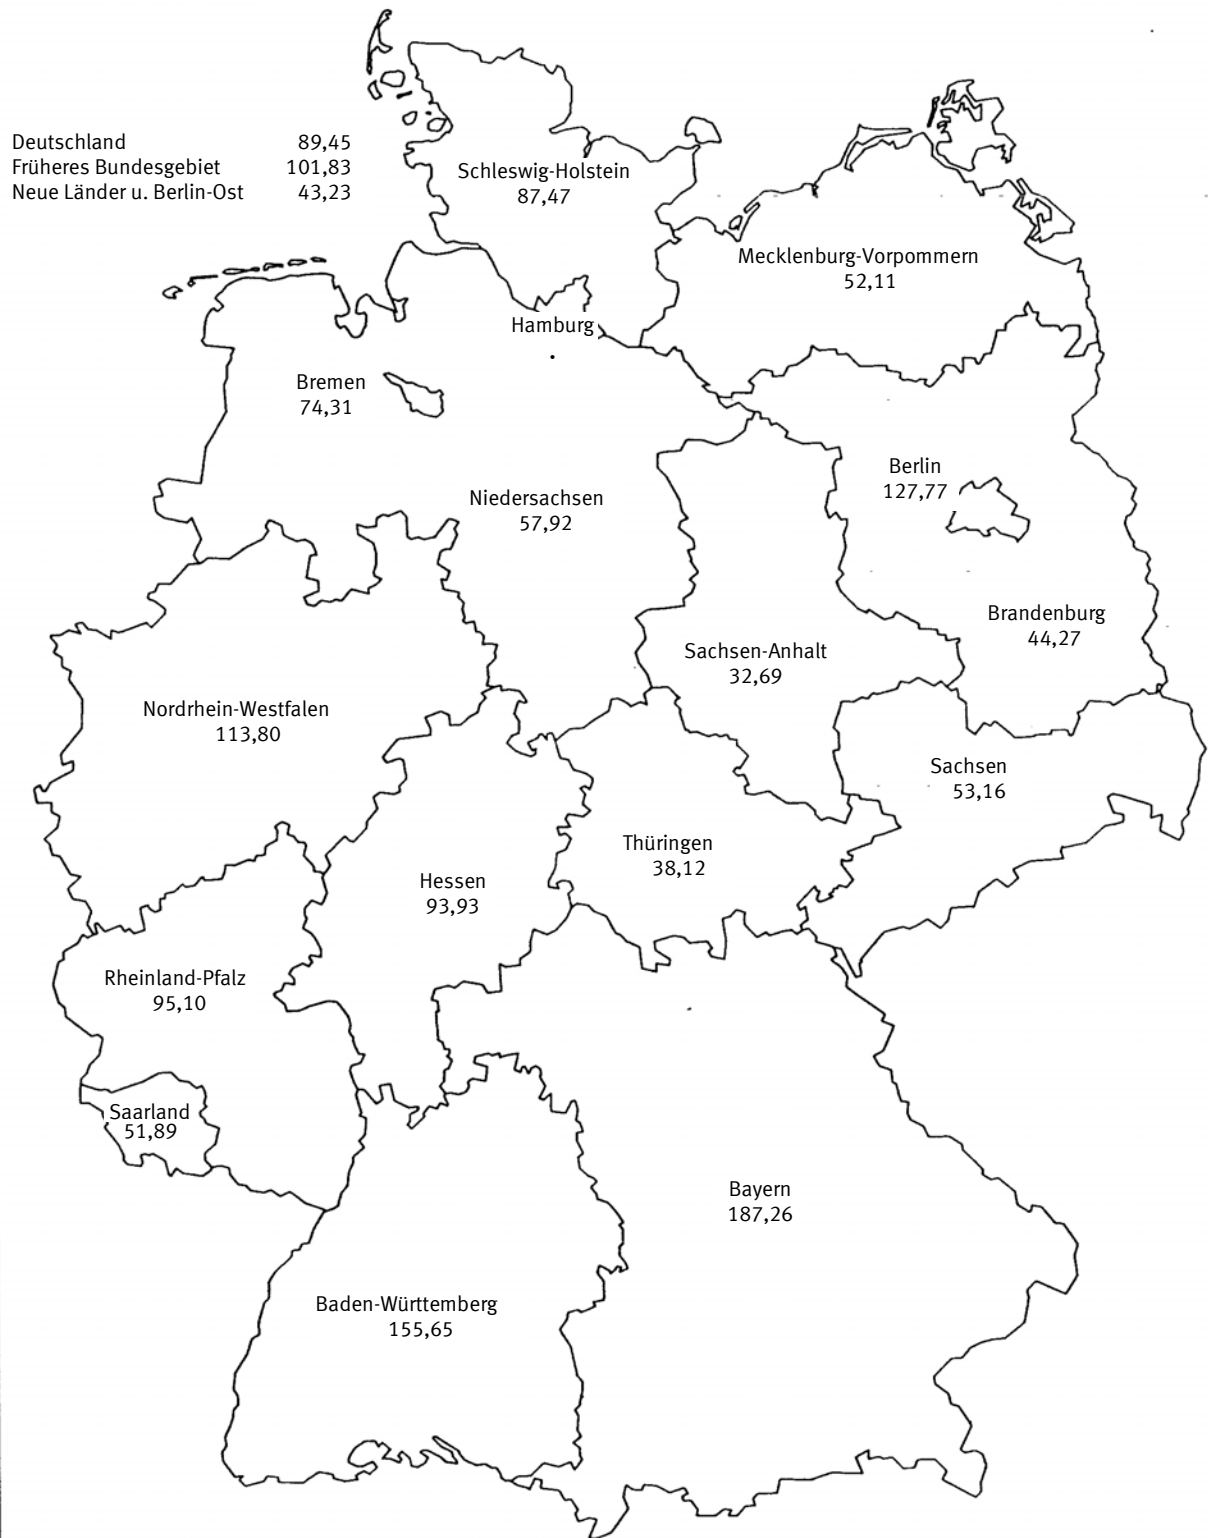 Deutschland 89,45
Früheres Bundesgebiet 101,83
Neue Länder u. Berlin-Ost 43,23
Schleswig-Holstein
87,47
Mecklenburg-Vorpommern
52,11
Hamburg
.
Bremen
74,31
Berlin
127,77
Niedersachsen
57,92
Brandenburg
44,27
Sachsen-Anhalt
32,69
Nordrhein-Westfalen
113,80
Sachsen
53,16
Thüringen
38,12
Hessen
93,93
Rheinland-Pfalz
95,10
Saarland
51,89
Bayern
187,26
Baden-Württemberg
155,65